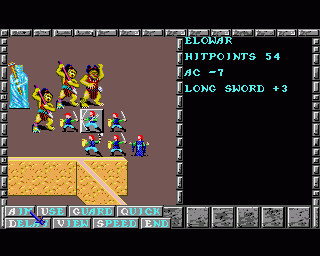 ELOWAR
HITPOINTS 54
AC -7
LONG SWORD +3
AIM USE GUARD QUICK
DELAY VIEW SPEED END